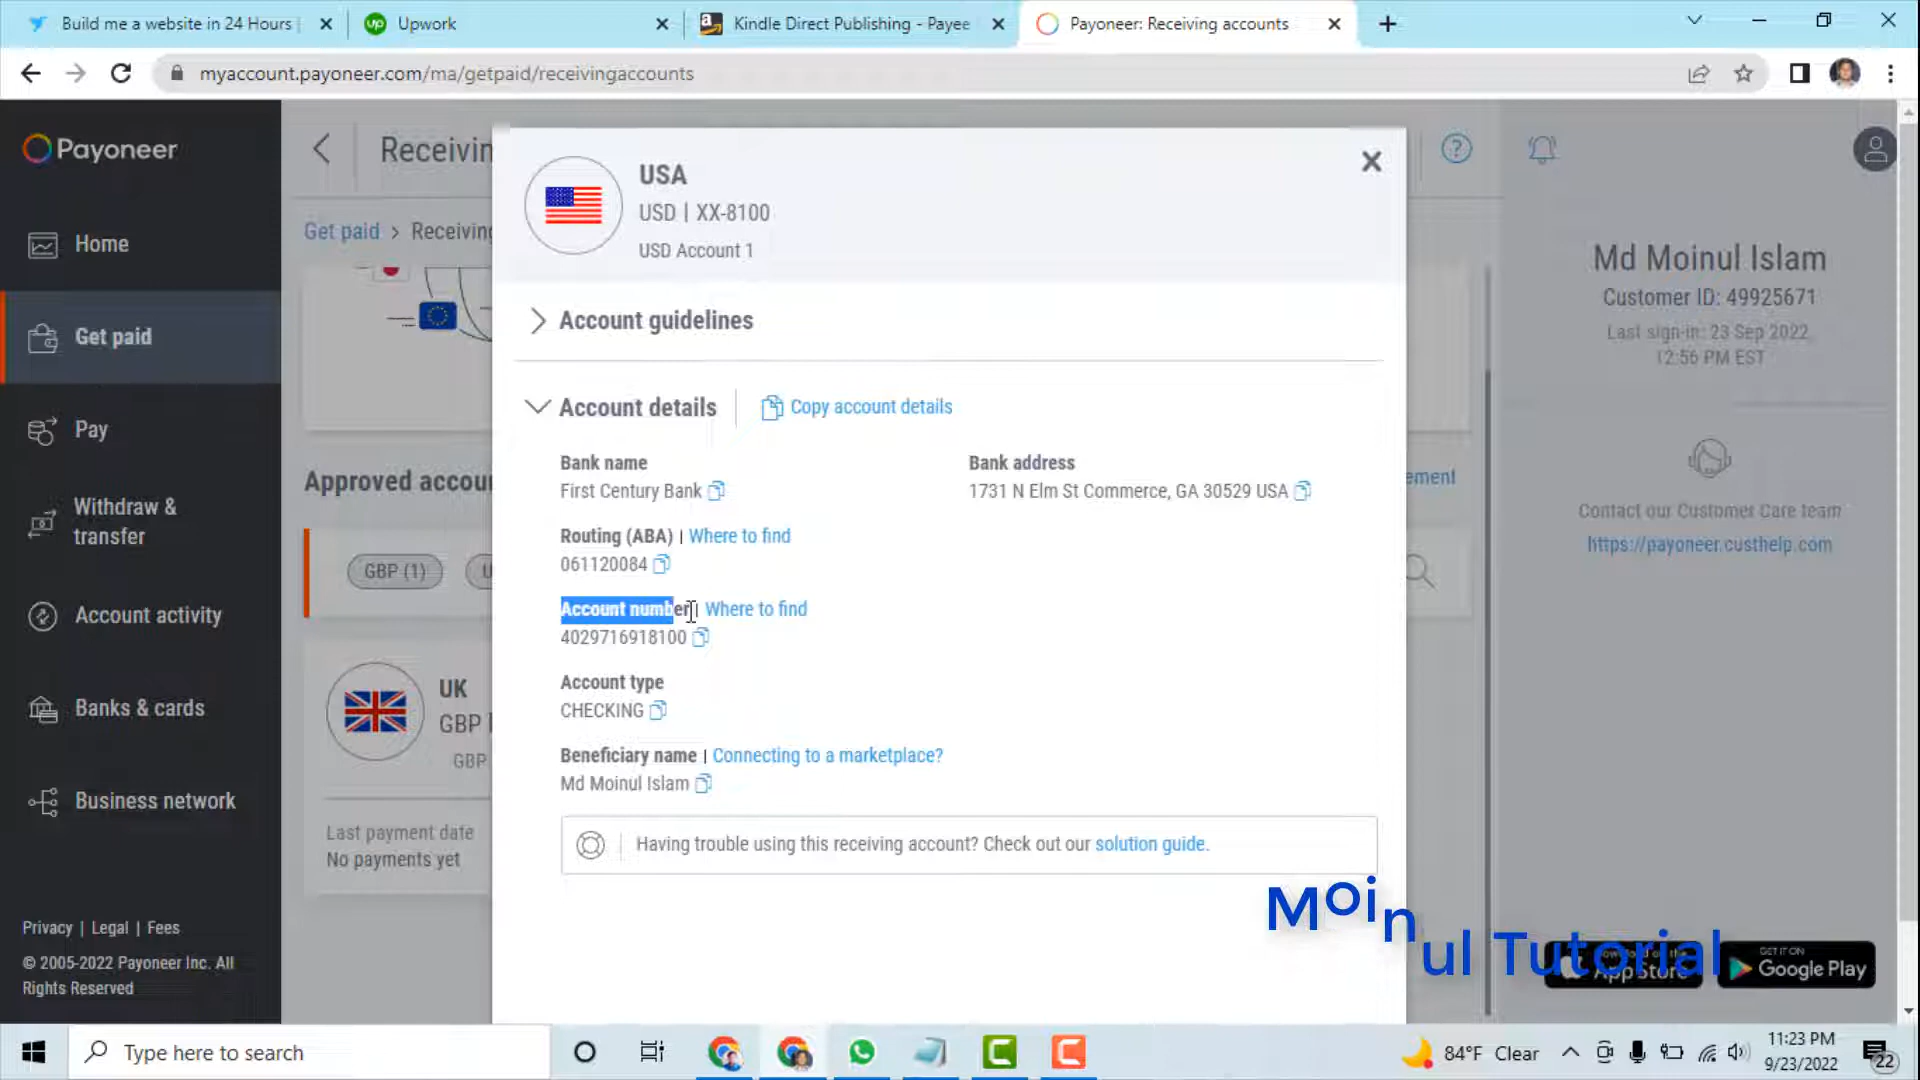 Build me a website in 24 Hours
Upwork
Kindle Direct Publishing - Payee
Payoneer: Receiving accounts
myaccount.payoneer.com/ma/getpaid/receivingaccounts
Payoneer
Home
Get paid
Pay
Withdraw &
transfer
Account activity
Banks & cards
Business network
Privacy | Legal | Fees
© 2005-2022 Payoneer Inc. All
Rights Reserved
Receivin
Get paid > Receiving
Approved accou
GBP (1)
U
UK
GBP
GBP
Last payment date
No payments yet
USA
USD | XX-8100
USD Account 1
Account guidelines
Account details
Copy account details
Bank name
First Century Bank
Bank address
1731 N Elm St Commerce, GA 30529 USA
Routing (ABA) | Where to find
061120084
Account number | Where to find
4029716918100
Account type
CHECKING
Beneficiary name | Connecting to a marketplace?
Md Moinul Islam
Having trouble using this receiving account? Check out our solution guide.
ement
Md Moinul Islam
Customer ID: 49925671
Last sign-in: 23 Sep 2022
12:56 PM EST
Contact our Customer Care team
https://payoneer.custhelp.com
Moinul Tutorial
App Store
GET IT ON
Google Play
Type here to search
84°F Clear
11:23 PM
9/23/2022
22